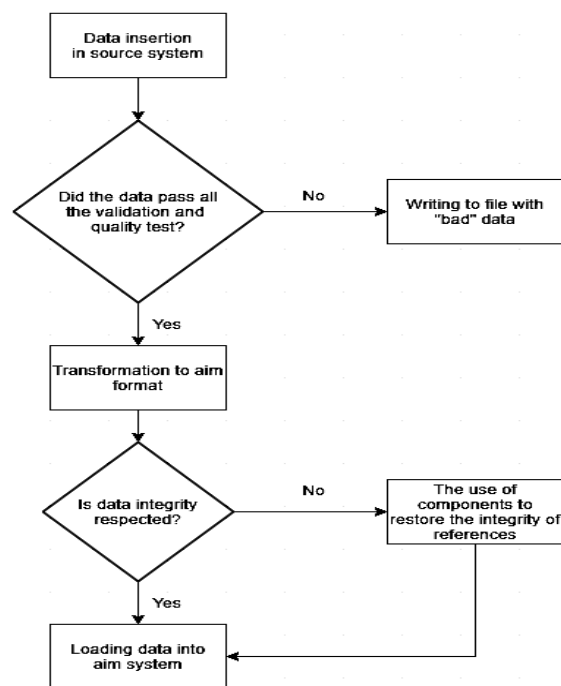 Data insertion
in source system
Did the data pass all
the validation and
quality test?
No
Writing to file with
"bad" data
Yes
Transformation to aim
format
Is data integrity
respected?
No
The use of
components to
restore the integrity of
references
Yes
Loading data into
aim system